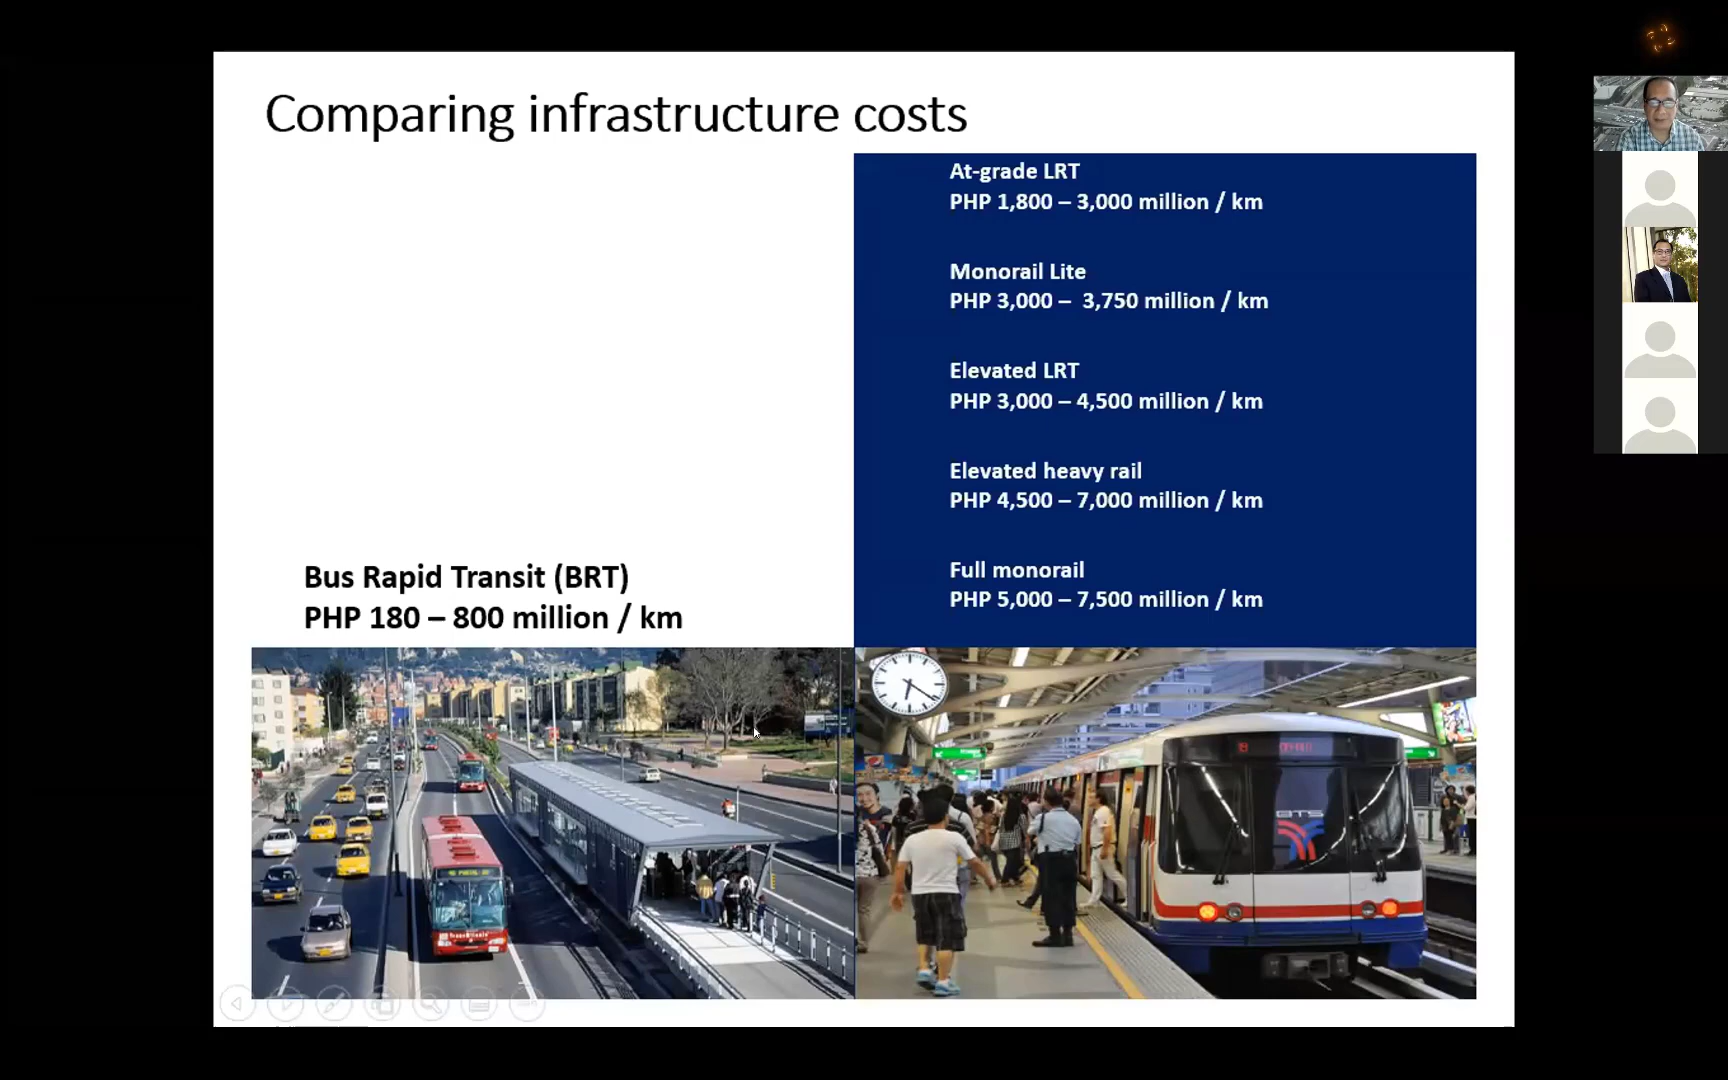 Comparing infrastructure costs
At-grade LRT
PHP 1,800 – 3,000 million / km
Monorail Lite
PHP 3,000 –  3,750 million / km
Elevated LRT
PHP 3,000 – 4,500 million / km
Elevated heavy rail
PHP 4,500 – 7,000 million / km
Full monorail
PHP 5,000 – 7,500 million / km
Bus Rapid Transit (BRT)
PHP 180 – 800 million / km
BTS